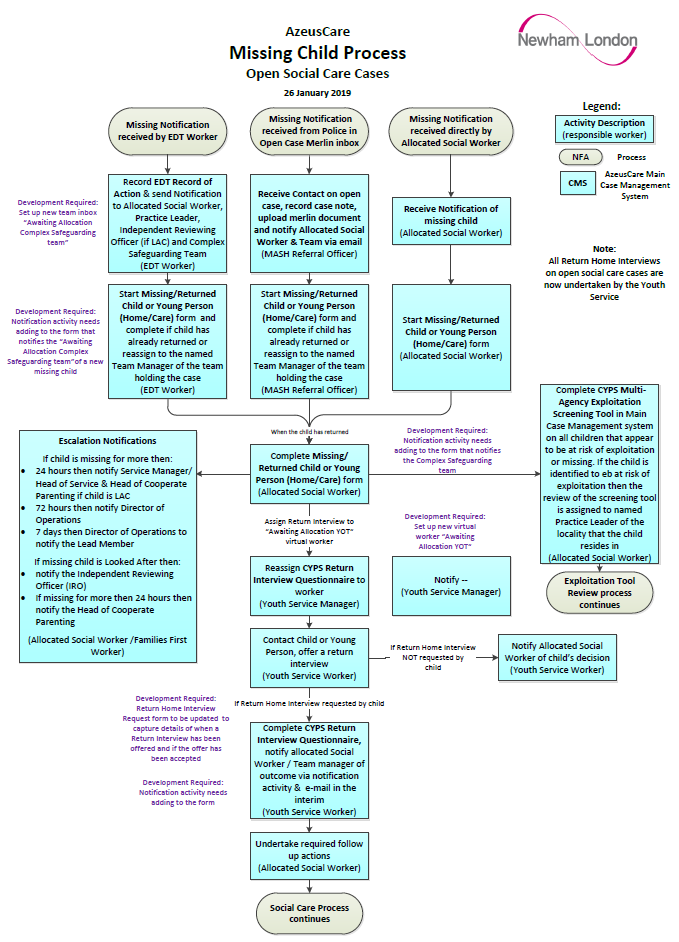 AzeusCare
Missing Child Process
Open Social Care Cases
26 January 2019
Newham London
Legend:
Activity Description
(responsible worker)
NFA
Process
CMS
AzeusCare Main
Case Management
System
Note:
All Return Home Interviews
on open social care cases are
now undertaken by the Youth
Service
Missing Notification
received by EDT Worker
Missing Notification
received from Police in
Open Case Merlin inbox
Missing Notification
received directly by
Allocated Social Worker
Development Required:
Set up new team inbox
“Awaiting Allocation
Complex Safeguarding
team”
Record EDT Record of
Action & send Notification
to Allocated Social Worker,
Practice Leader,
Independent Reviewing
Officer (if LAC) and Complex
Safeguarding Team
(EDT Worker)
Receive Contact on open
case, record case note,
upload merlin document
and notify Allocated Social
Worker & Team via email
(MASH Referral Officer)
Receive Notification of
missing child
(Allocated Social Worker)
Development Required:
Notification activity needs
adding to the form that
notifies the “Awaiting
Allocation Complex
Safeguarding team”of a new
missing child
Start Missing/Returned
Child or Young Person
(Home/Care) form and
complete if child has
already returned or
reassign to the named
Team Manager of the team
holding the case
(EDT Worker)
Start Missing/Returned
Child or Young Person
(Home/Care) form and
complete if child has
already returned or
reassign to the named
Team Manager of the team
holding the case
(MASH Referral Officer)
Start Missing/Returned
Child or Young Person
(Home/Care) form
(Allocated Social Worker)
When the child has returned
Escalation Notifications
If child is missing for more then:
• 24 hours then notify Service Manager/
Head of Service & Head of Cooperate
Parenting if child is LAC
• 72 hours then notify Director of
Operations
• 7 days then Director of Operations to
notify the Lead Member
If missing child is Looked After then:
• notify the Independent Reviewing
Officer (IRO)
• If missing for more then 24 hours then
notify the Head of Cooperate
Parenting
(Allocated Social Worker /Families First
Worker)
Complete Missing/
Returned Child or Young
Person (Home/Care) form
(Allocated Social Worker)
Development Required:
Notification activity needs
adding to the form that notifies
the Complex Safeguarding
team
Complete CYPS Multi-
Agency Exploitation
Screening Tool in Main
Case Management system
on all children that appear
to be at risk of exploitation
or missing. If the child is
identified to eb at risk of
exploitation then the
review of the screening tool
is assigned to named
Practice Leader of the
locality that the child
resides in
(Allocated Social Worker)
Exploitation Tool
Review process
continues
Assign Return Interview to
“Awaiting Allocation YOT”
virtual worker
Development Required:
Set up new virtual
worker “Awaiting
Allocation YOT”
Reassign CYPS Return
Interview Questionnaire to
worker
(Youth Service Manager)
Notify --
(Youth Service Manager)
Contact Child or Young
Person, offer a return
interview
(Youth Service Worker)
If Return Home Interview
NOT requested by
child
Notify Allocated Social
Worker of child’s decision
(Youth Service Worker)
If Return Home Interview requested by child
Development Required:
Return Home Interview
Request form to be updated to
capture details of when a
Return Interview has been
offered and if the offer has
been accepted
Development Required:
Notification activity needs
adding to the form
Complete CYPS Return
Interview Questionnaire,
notify allocated Social
Worker / Team manager of
outcome via notification
activity & e-mail in the
interim
(Youth Service Worker)
Undertake required follow
up actions
(Allocated Social Worker)
Social Care Process
continues